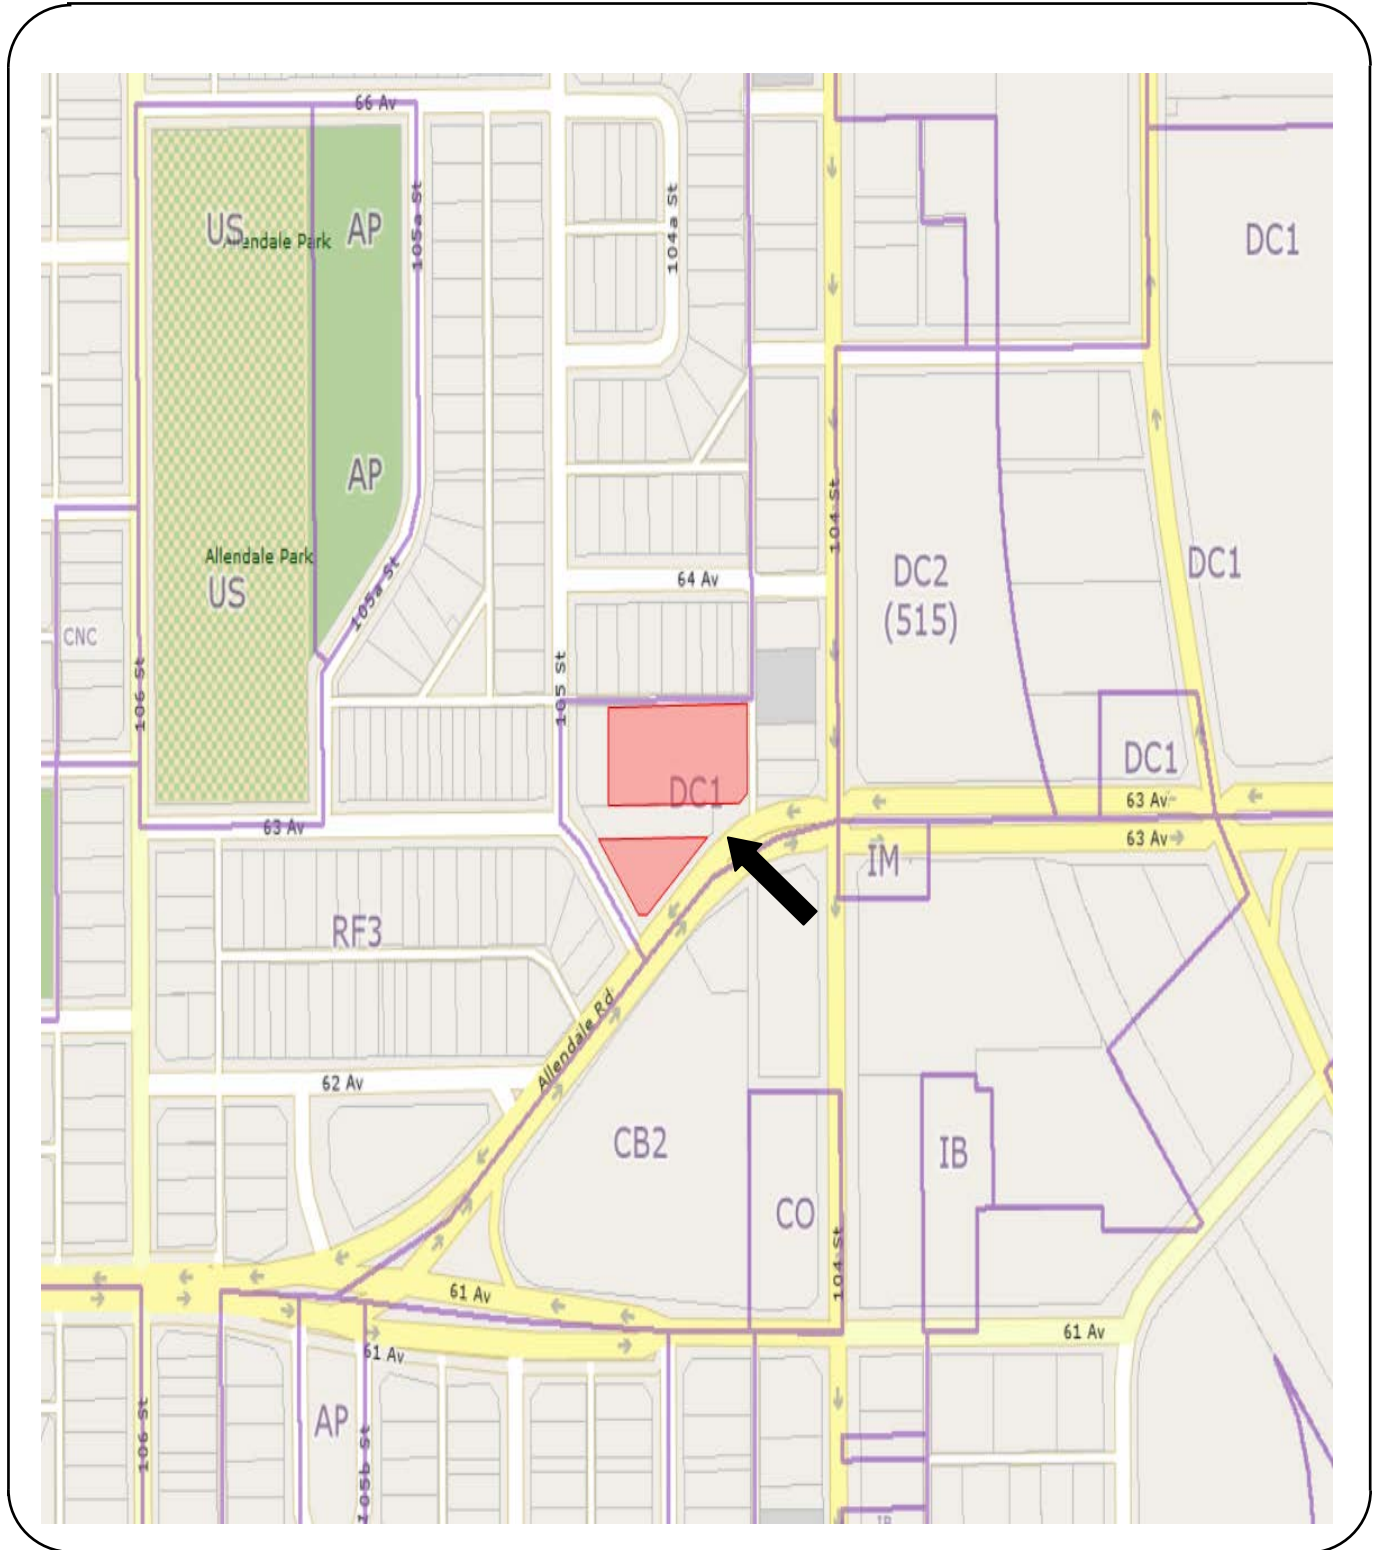 66 Av
US
Allendale Park
AP
105a St
104a St
DC1
AP
104 St
Allendale Park
US
105a St
64 Av
DC2
(515)
DC1
CNC
106 St
105 St
DC1
DC1
63 Av
63 Av
63 Av
IM
RF3
Allendale Rd
62 Av
CB2
IB
CO
104 St
61 Av
61 Av
61 Av
AP
106 St
105b St
IB